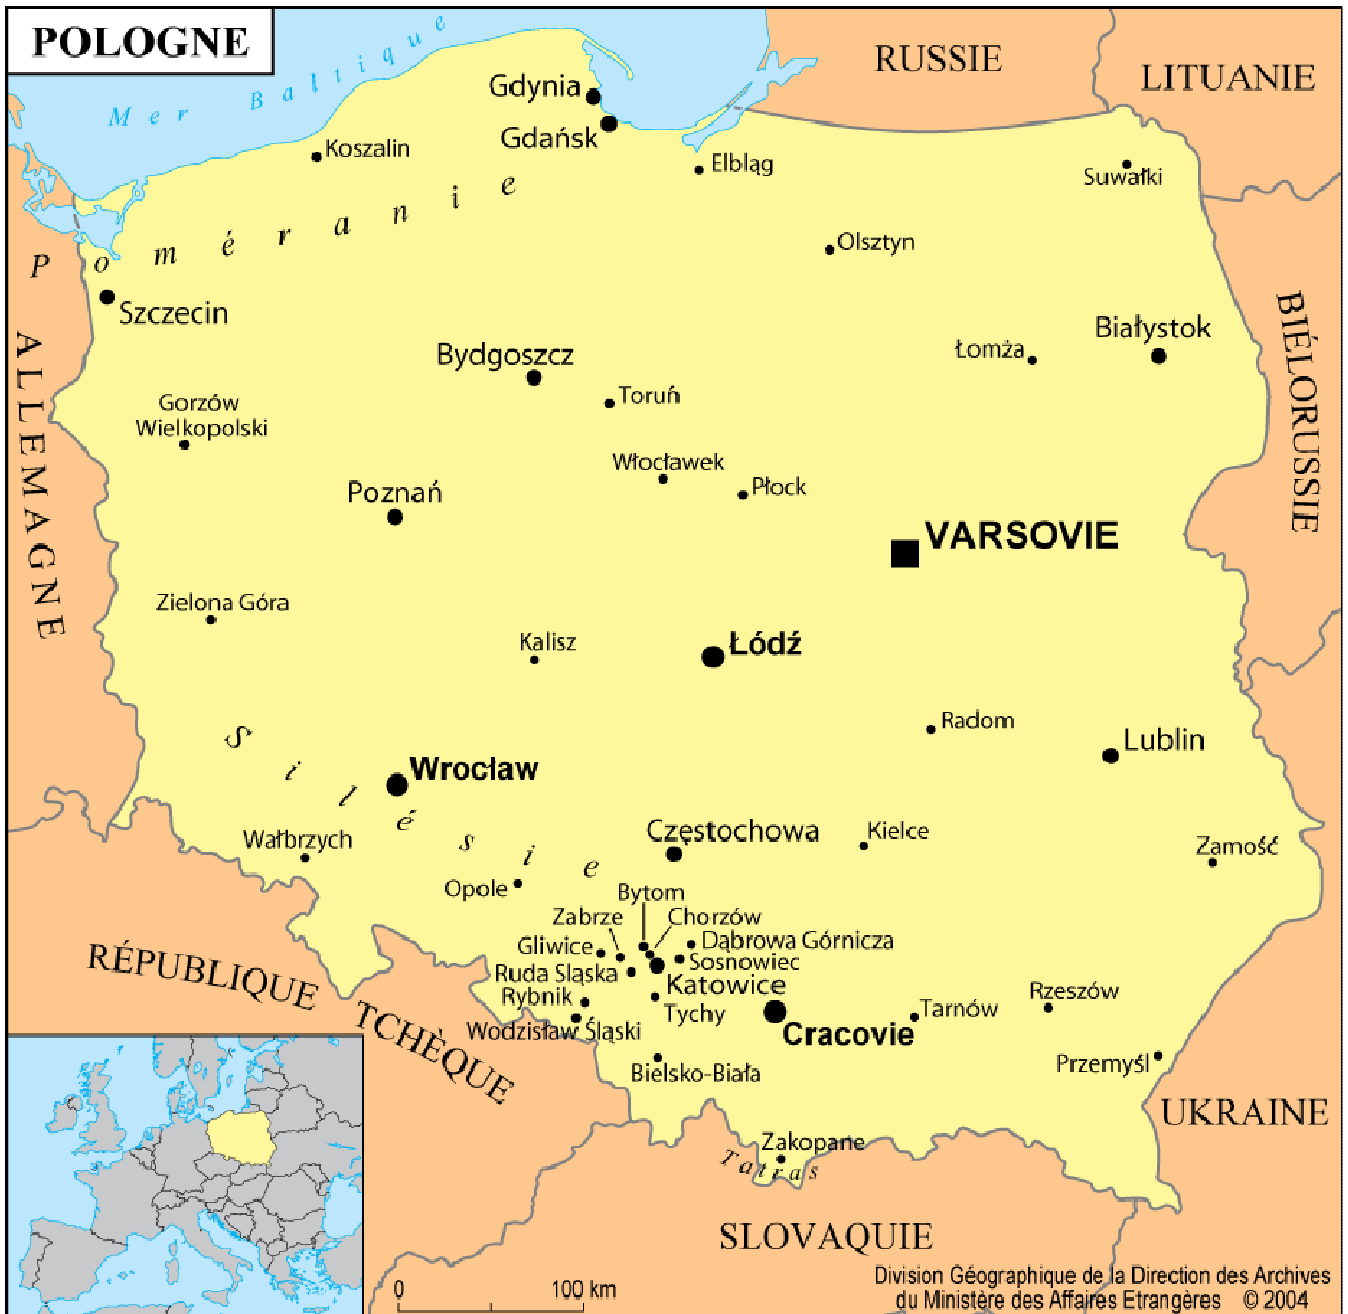 POLOGNE
Mer Baltique
RUSSIE
LITUANIE
Gdynia
Gdańsk
Koszalin
Elbląg
Suwałki
Poméranie
Olsztyn
Szczecin
ALLEMAGNE
BIÉLORUSSIE
Białystok
Łomża
Bydgoszcz
Toruń
Gorzów
Wielkopolski
Włocławek
Płock
Poznań
VARSOVIE
Zielona Góra
Kalisz
Łódź
Radom
Lublin
Silésie
Wrocław
Wałbrzych
Częstochowa
Kielce
Zamość
Opole
Bytom
Zabrze
Chorzów
Gliwice
Dąbrowa Górnicza
Ruda Sląska
Sosnowiec
Katowice
Rybnik
Tychy
Wodzisław Śląski
Cracovie
Tarnów
Rzeszów
Bielsko-Biała
Przemyśl
RÉPUBLIQUE TCHÈQUE
UKRAINE
Zakopane
Tatras
SLOVAQUIE
0 100 km
Division Géographique de la Direction des Archives
du Ministère des Affaires Etrangères © 2004